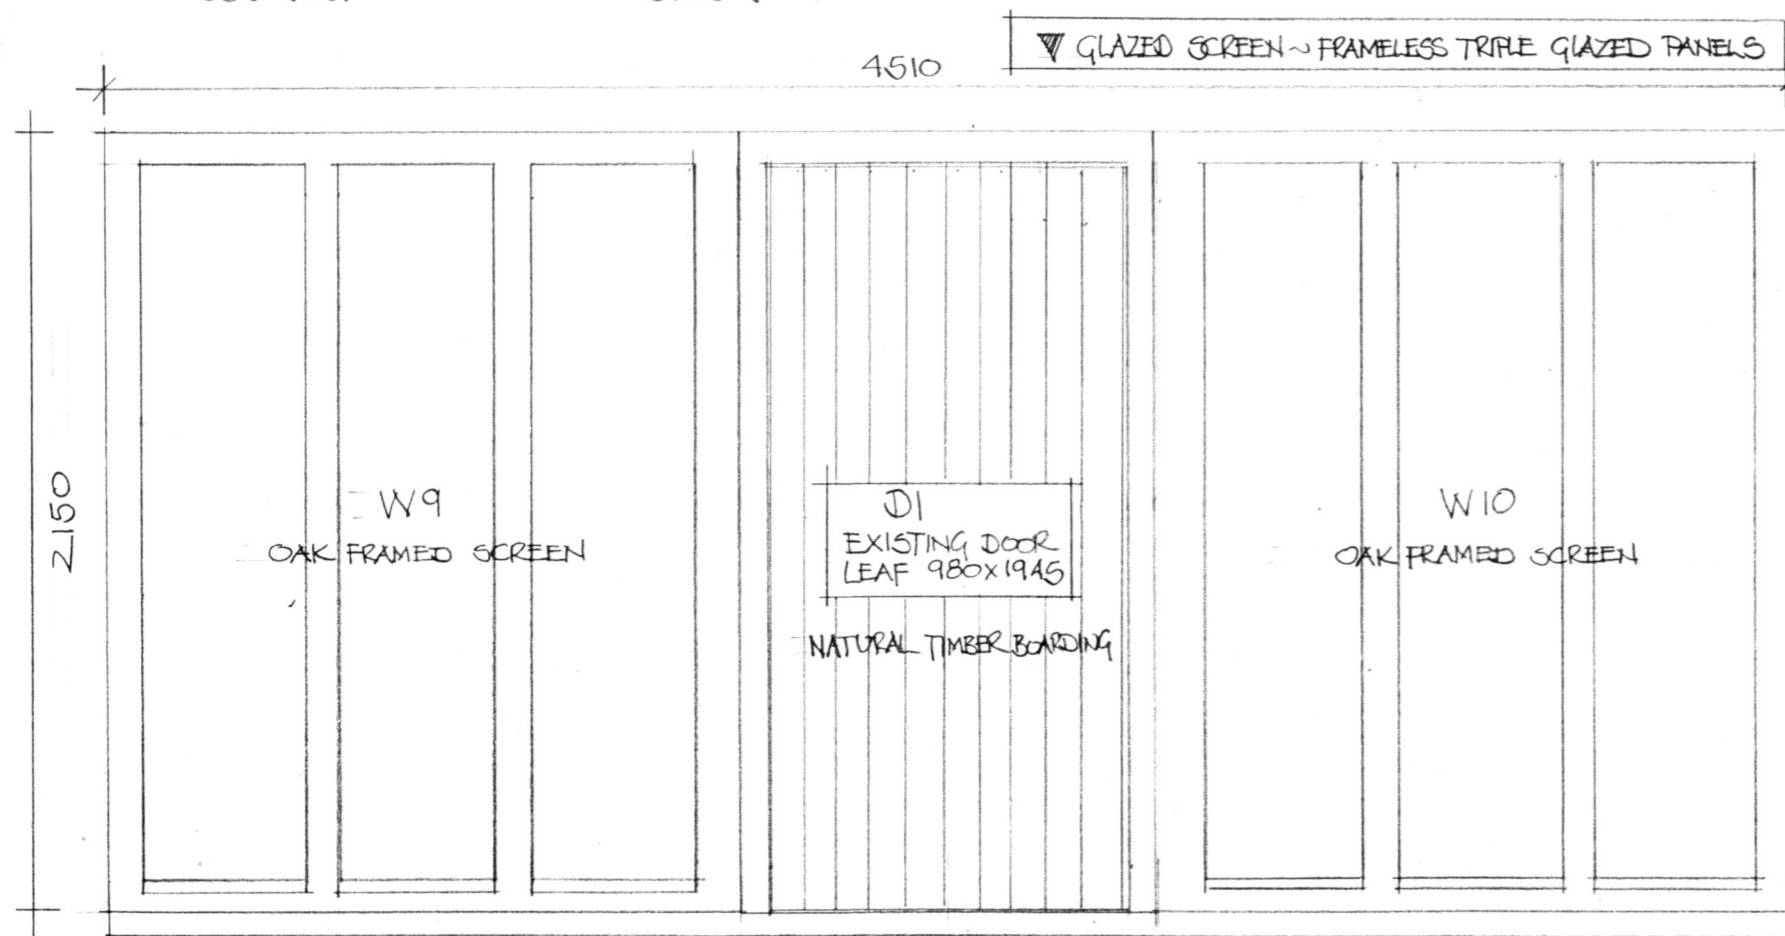 ▼ GLAZED SCREEN ~ FRAMELESS TRIPLE GLAZED PANELS
4510
2150
W9
OAK FRAMED SCREEN
D1
EXISTING DOOR
LEAF 980x1945
NATURAL TIMBER BOARDING
W10
OAK FRAMED SCREEN